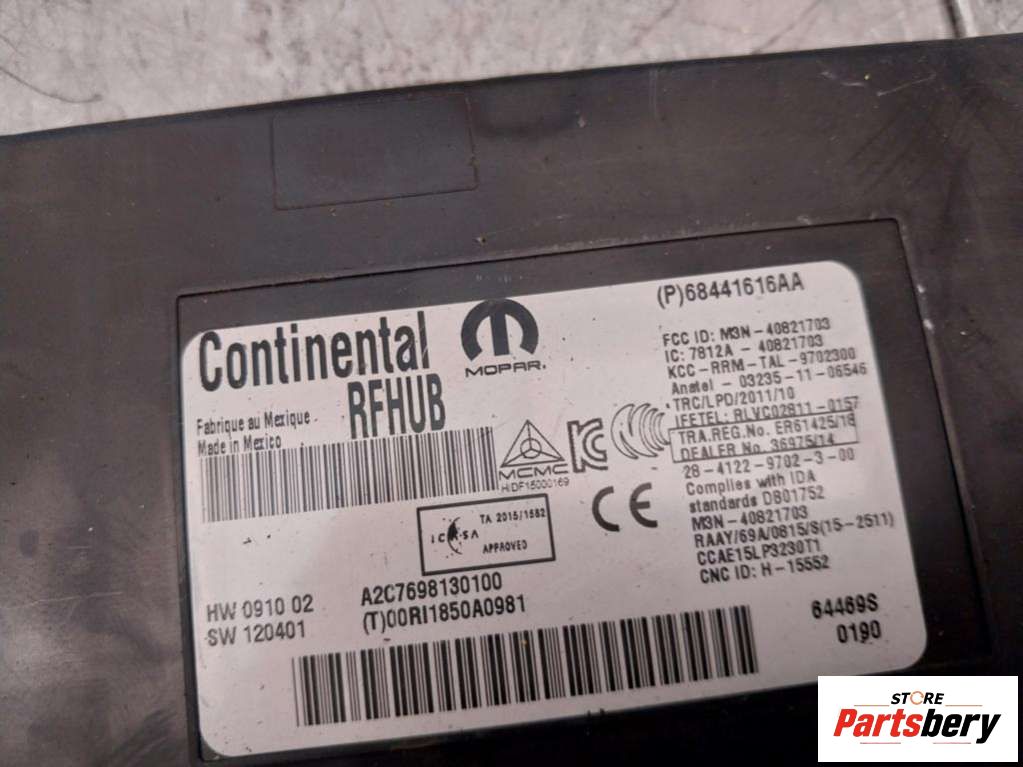 Continental
MOPAR.
RFHUB
Fabrique au Mexique
Made in Mexico
(P)68441616AA
FCC ID: M3N-40821703
IC: 7812A - 40821703
KCC-RRM-TAL-9702300
Anatel - 03235-11-06546
TRC/LPD/2011/10
IFETEL: RLVC02811-0157
TRA.REG.No. ER61425/16
DEALER No. 36975/14
28-4122-9702-3-00
Complies with IDA
standards DB01752
M3N-40821703
RAAY/69A/0815/S(15-2511)
CCAE15LP3230T1
CNC ID: H-15552
MCMC
HIDF15000169
CE
ICASA
TA 2015/1582
APPROVED
HW 0910 02
SW 120401
A2C7698130100
(T)00RI1850A0981
64469S
0190
STORE
Partsbery